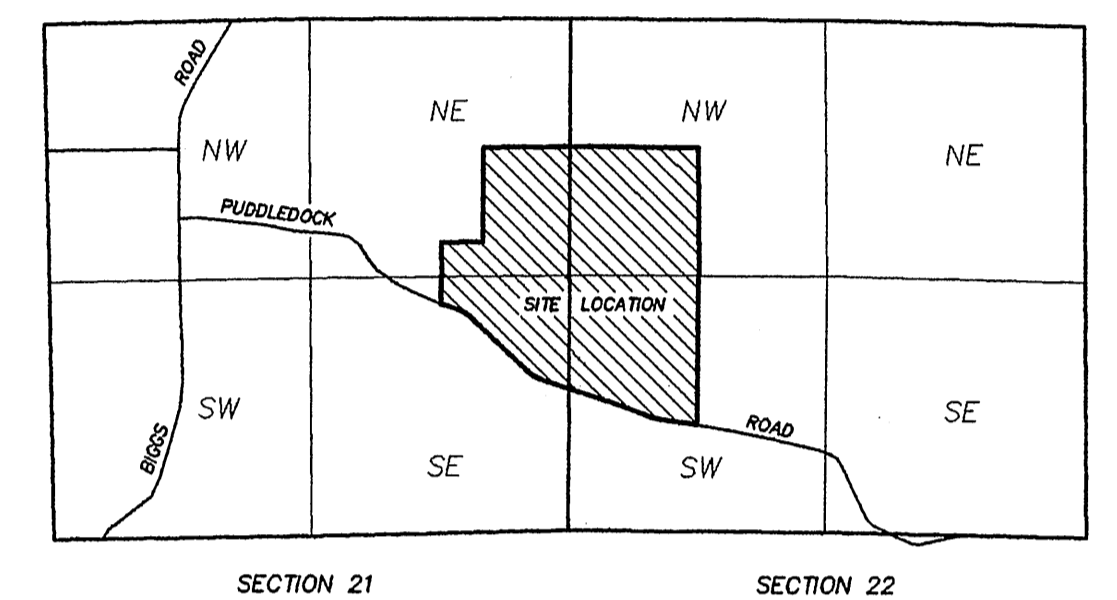 ROAD
NE
NW
NW
NE
PUDDLEDOCK
SITE LOCATION
SW
SE
BIGGS
ROAD
SE
SW
SECTION 21
SECTION 22